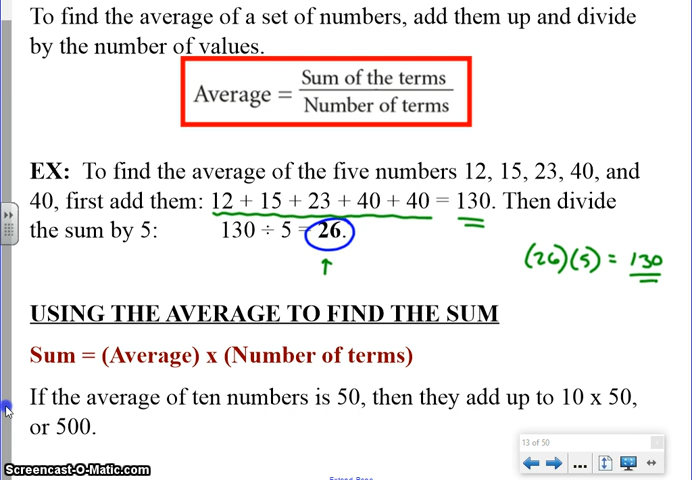 To find the average of a set of numbers, add them up and divide
by the number of values.
Average = Sum of the terms / Number of terms
EX: To find the average of the five numbers 12, 15, 23, 40, and
40, first add them: 12 + 15 + 23 + 40 + 40 = 130. Then divide
the sum by 5: 130 ÷ 5 = 26.
(26)(5) = 130
USING THE AVERAGE TO FIND THE SUM
Sum = (Average) x (Number of terms)
If the average of ten numbers is 50, then they add up to 10 x 50,
or 500.
13 of 50
Screencast-O-Matic.com
Extend Page